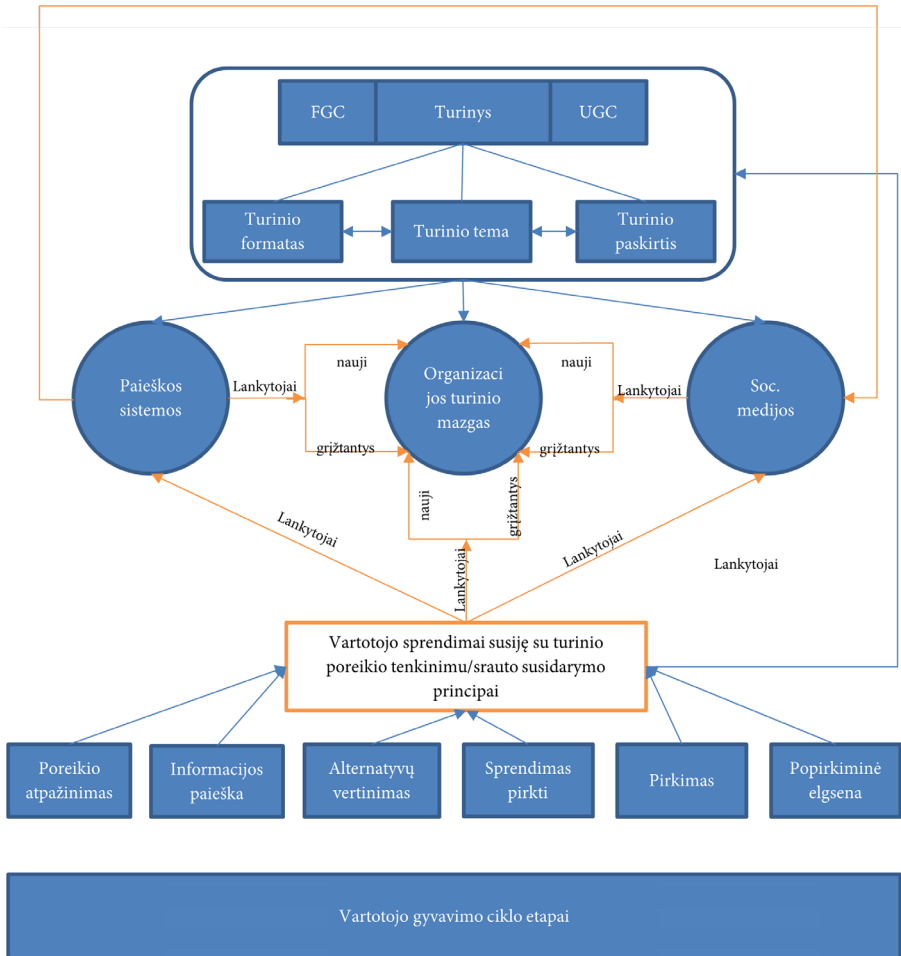 FGC
Turinys
UGC
Turinio
formatas
Turinio tema
Turinio
paskirtis
Paieškos
sistemos
Lankytojai
nauji
grįžtantys
Organizaci
jos turinio
mazgas
nauji
grįžtantys
Lankytojai
Soc.
medijos
nauji
grįžtantys
Lankytojai
Lankytojai
Lankytojai
Lankytojai
Vartotojo sprendimai susiję su turinio
poreikio tenkinimu/srauto susidarymo
principai
Poreikio
atpažinimas
Informacijos
paieška
Alternatyvų
vertinimas
Sprendimas
pirkti
Pirkimas
Popirkiminė
elgsena
Vartotojo gyvavimo ciklo etapai